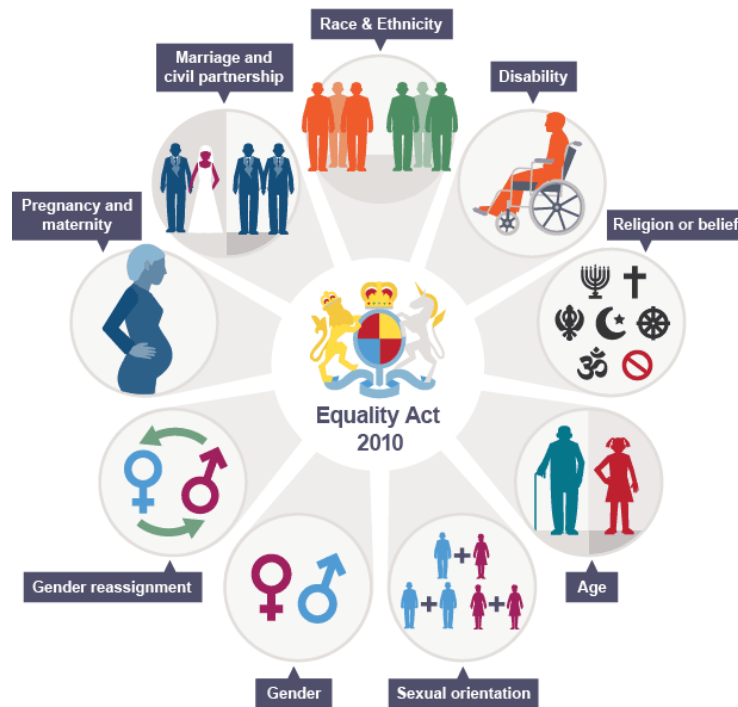 Race & Ethnicity
Marriage and
civil partnership
Disability
Pregnancy and
maternity
Religion or belief
Equality Act
2010
Gender reassignment
Age
Gender
Sexual orientation